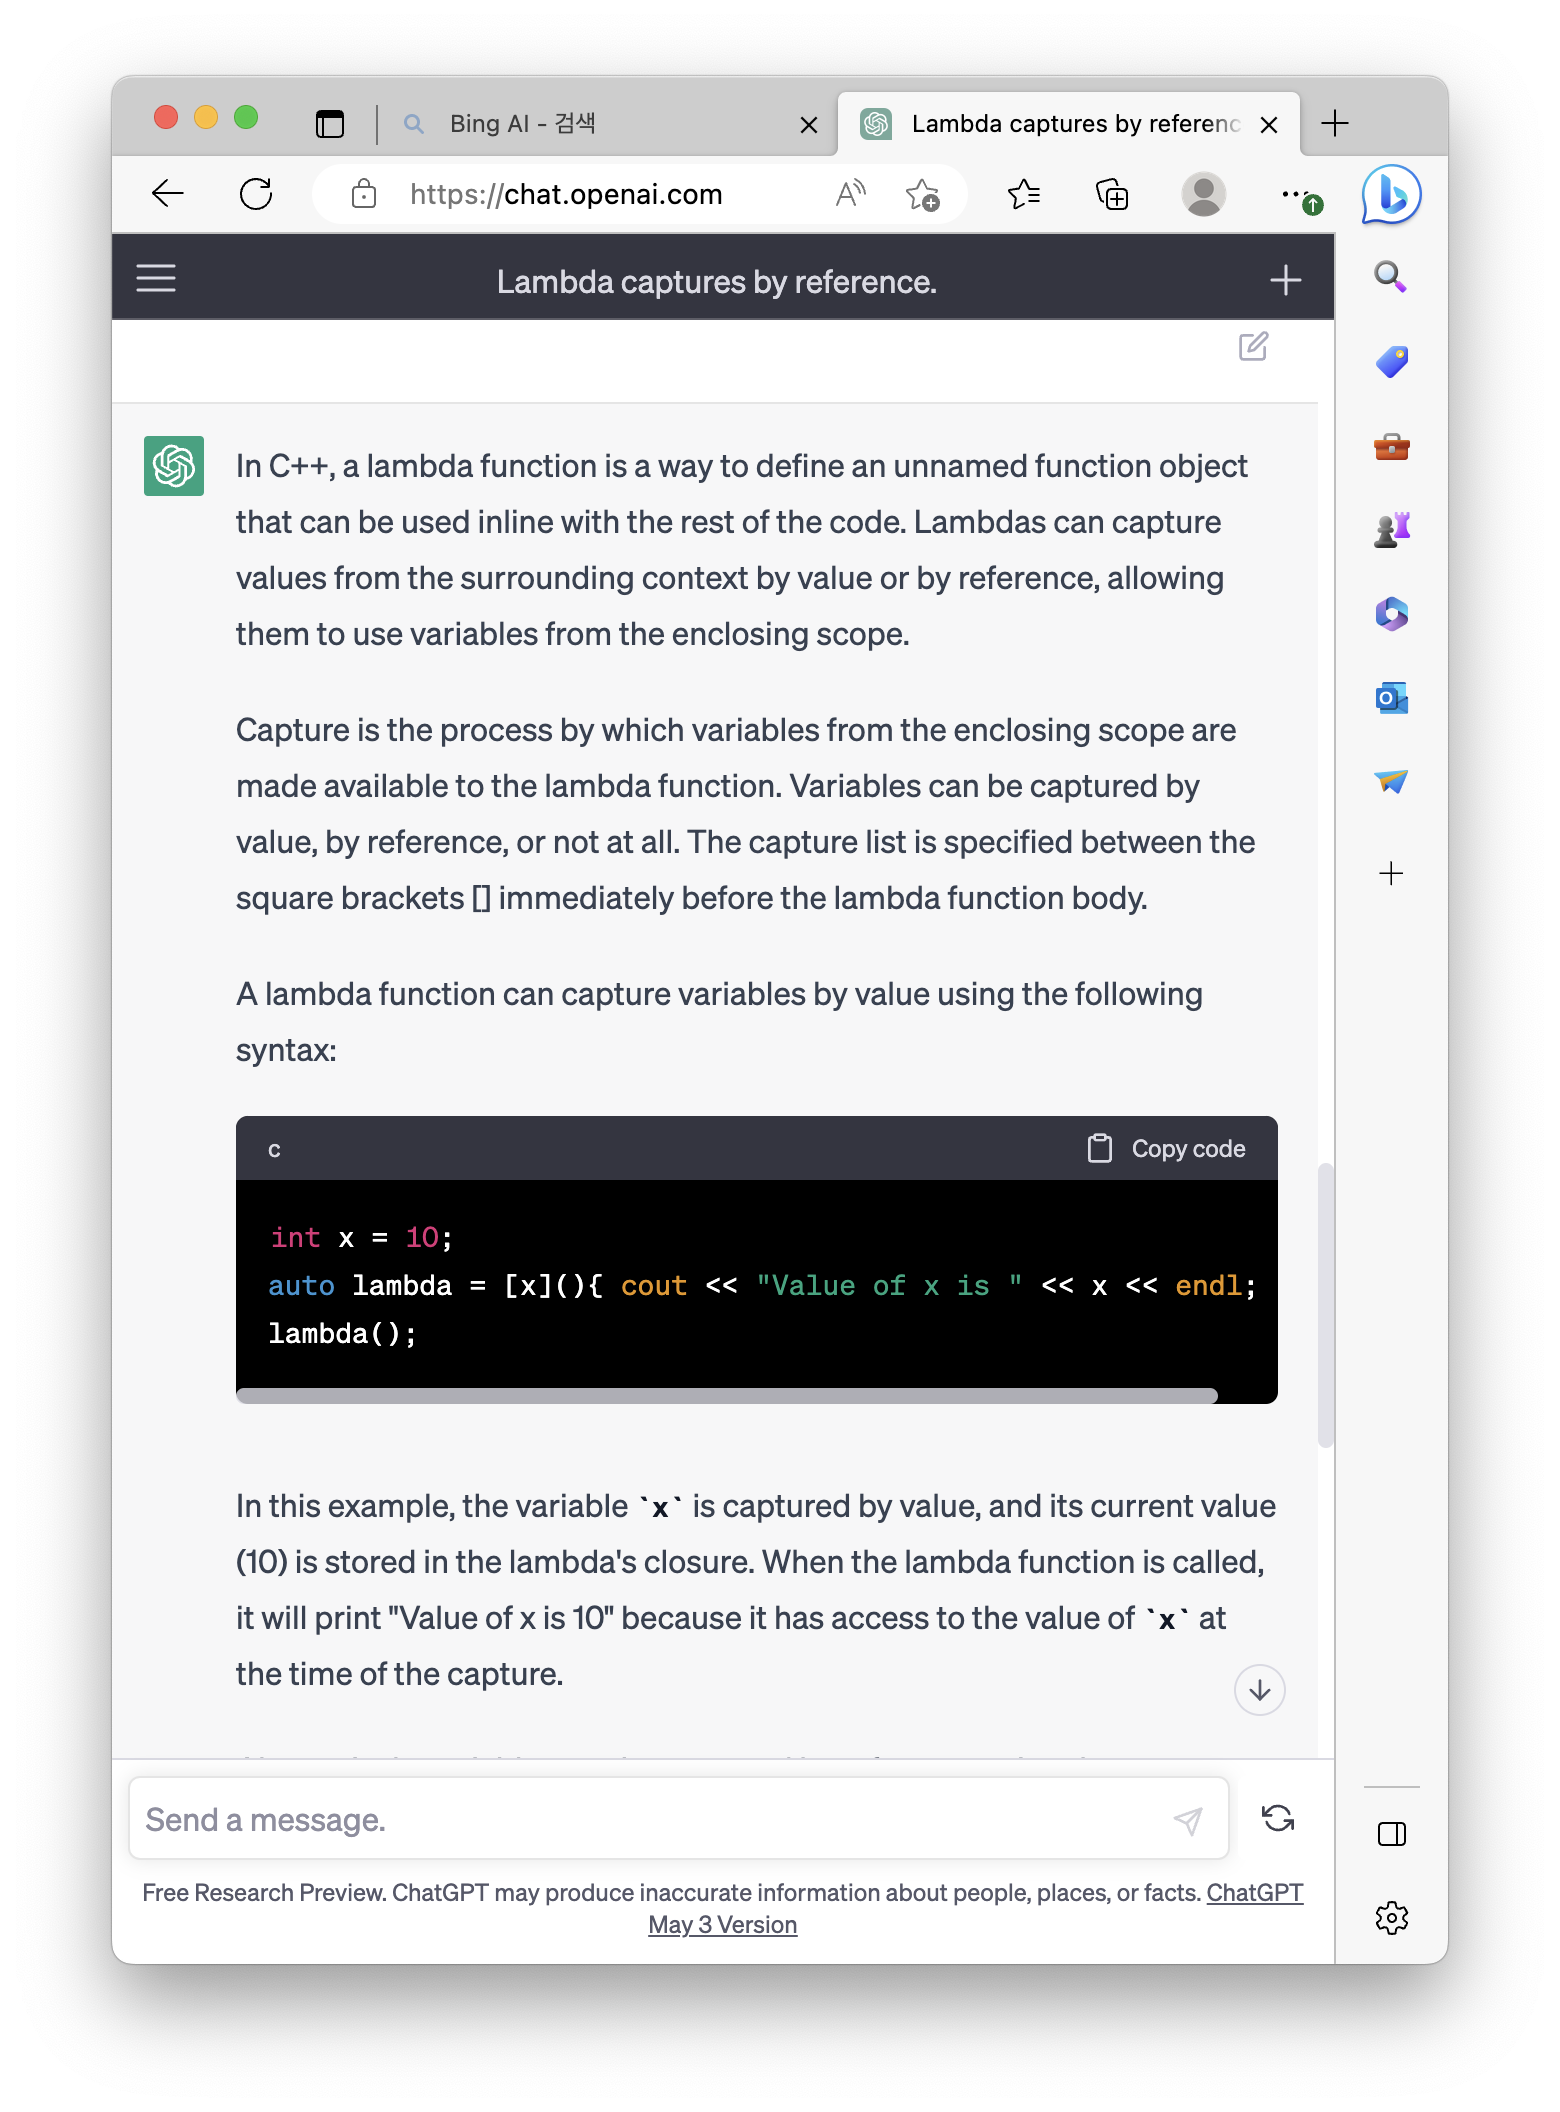 Bing AI - 검색
Lambda captures by referenc
https://chat.openai.com
Lambda captures by reference.
In C++, a lambda function is a way to define an unnamed function object
that can be used inline with the rest of the code. Lambdas can capture
values from the surrounding context by value or by reference, allowing
them to use variables from the enclosing scope.
Capture is the process by which variables from the enclosing scope are
made available to the lambda function. Variables can be captured by
value, by reference, or not at all. The capture list is specified between the
square brackets [] immediately before the lambda function body.
A lambda function can capture variables by value using the following
syntax:
c
Copy code
int x = 10;
auto lambda = [x](){ cout << "Value of x is " << x << endl;
lambda();
In this example, the variable `x` is captured by value, and its current value
(10) is stored in the lambda's closure. When the lambda function is called,
it will print "Value of x is 10" because it has access to the value of `x` at
the time of the capture.
Send a message.
Free Research Preview. ChatGPT may produce inaccurate information about people, places, or facts. ChatGPT
May 3 Version